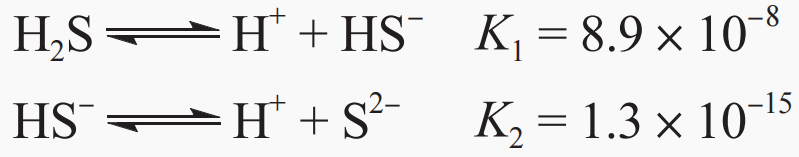 H₂S ⇌ H⁺ + HS⁻ K₁ = 8.9 × 10⁻⁸
HS⁻ ⇌ H⁺ + S²⁻ K₂ = 1.3 × 10⁻¹⁵